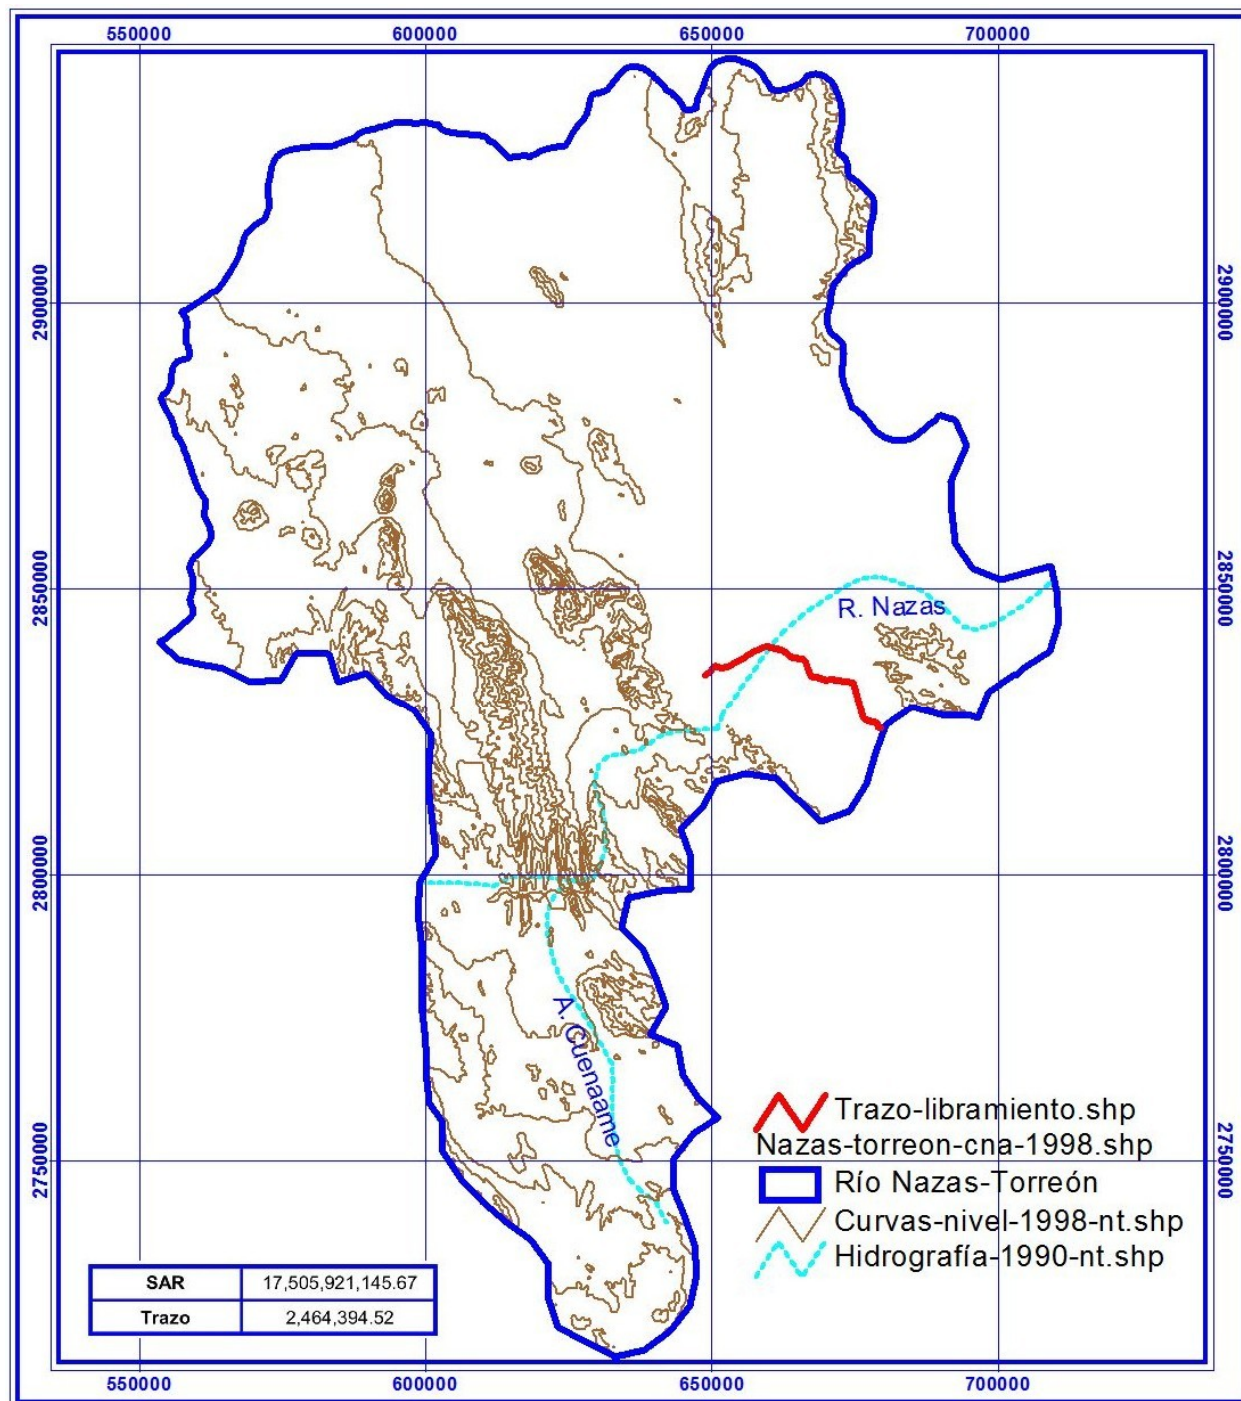 550000 600000 650000 700000
2900000 2900000
2850000 2850000
R. Nazas
2800000 2800000
A. Cuenaame
Trazo-libramiento.shp
Nazas-torreon-cna-1998.shp
2750000 2750000
Río Nazas-Torreón
Curvas-nivel-1998-nt.shp
Hidrografía-1990-nt.shp
SAR 17,505,921,145.67
Trazo 2,464,394.52
550000 600000 650000 700000